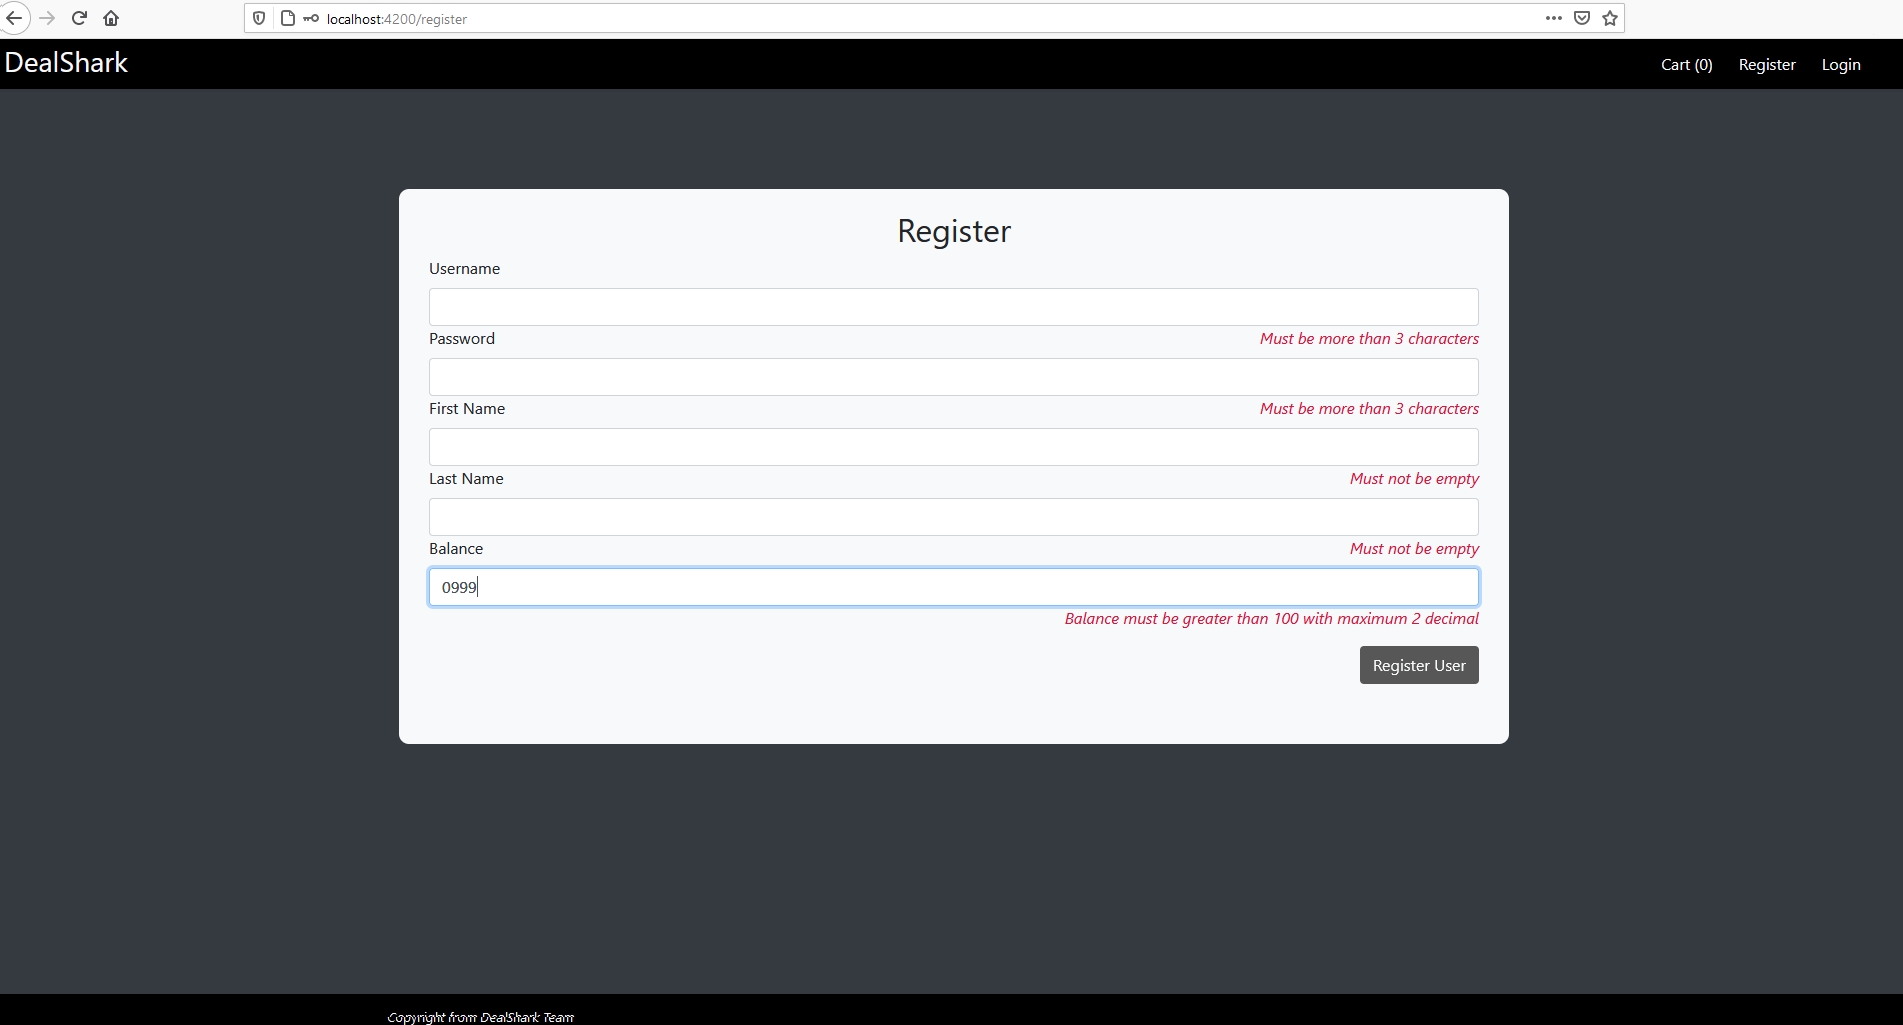 localhost:4200/register
DealShark
Cart (0) Register Login
Register
Username
Password Must be more than 3 characters
First Name Must be more than 3 characters
Last Name Must not be empty
Balance Must not be empty
0999
Balance must be greater than 100 with maximum 2 decimal
Register User
Copyright from DealShark Team